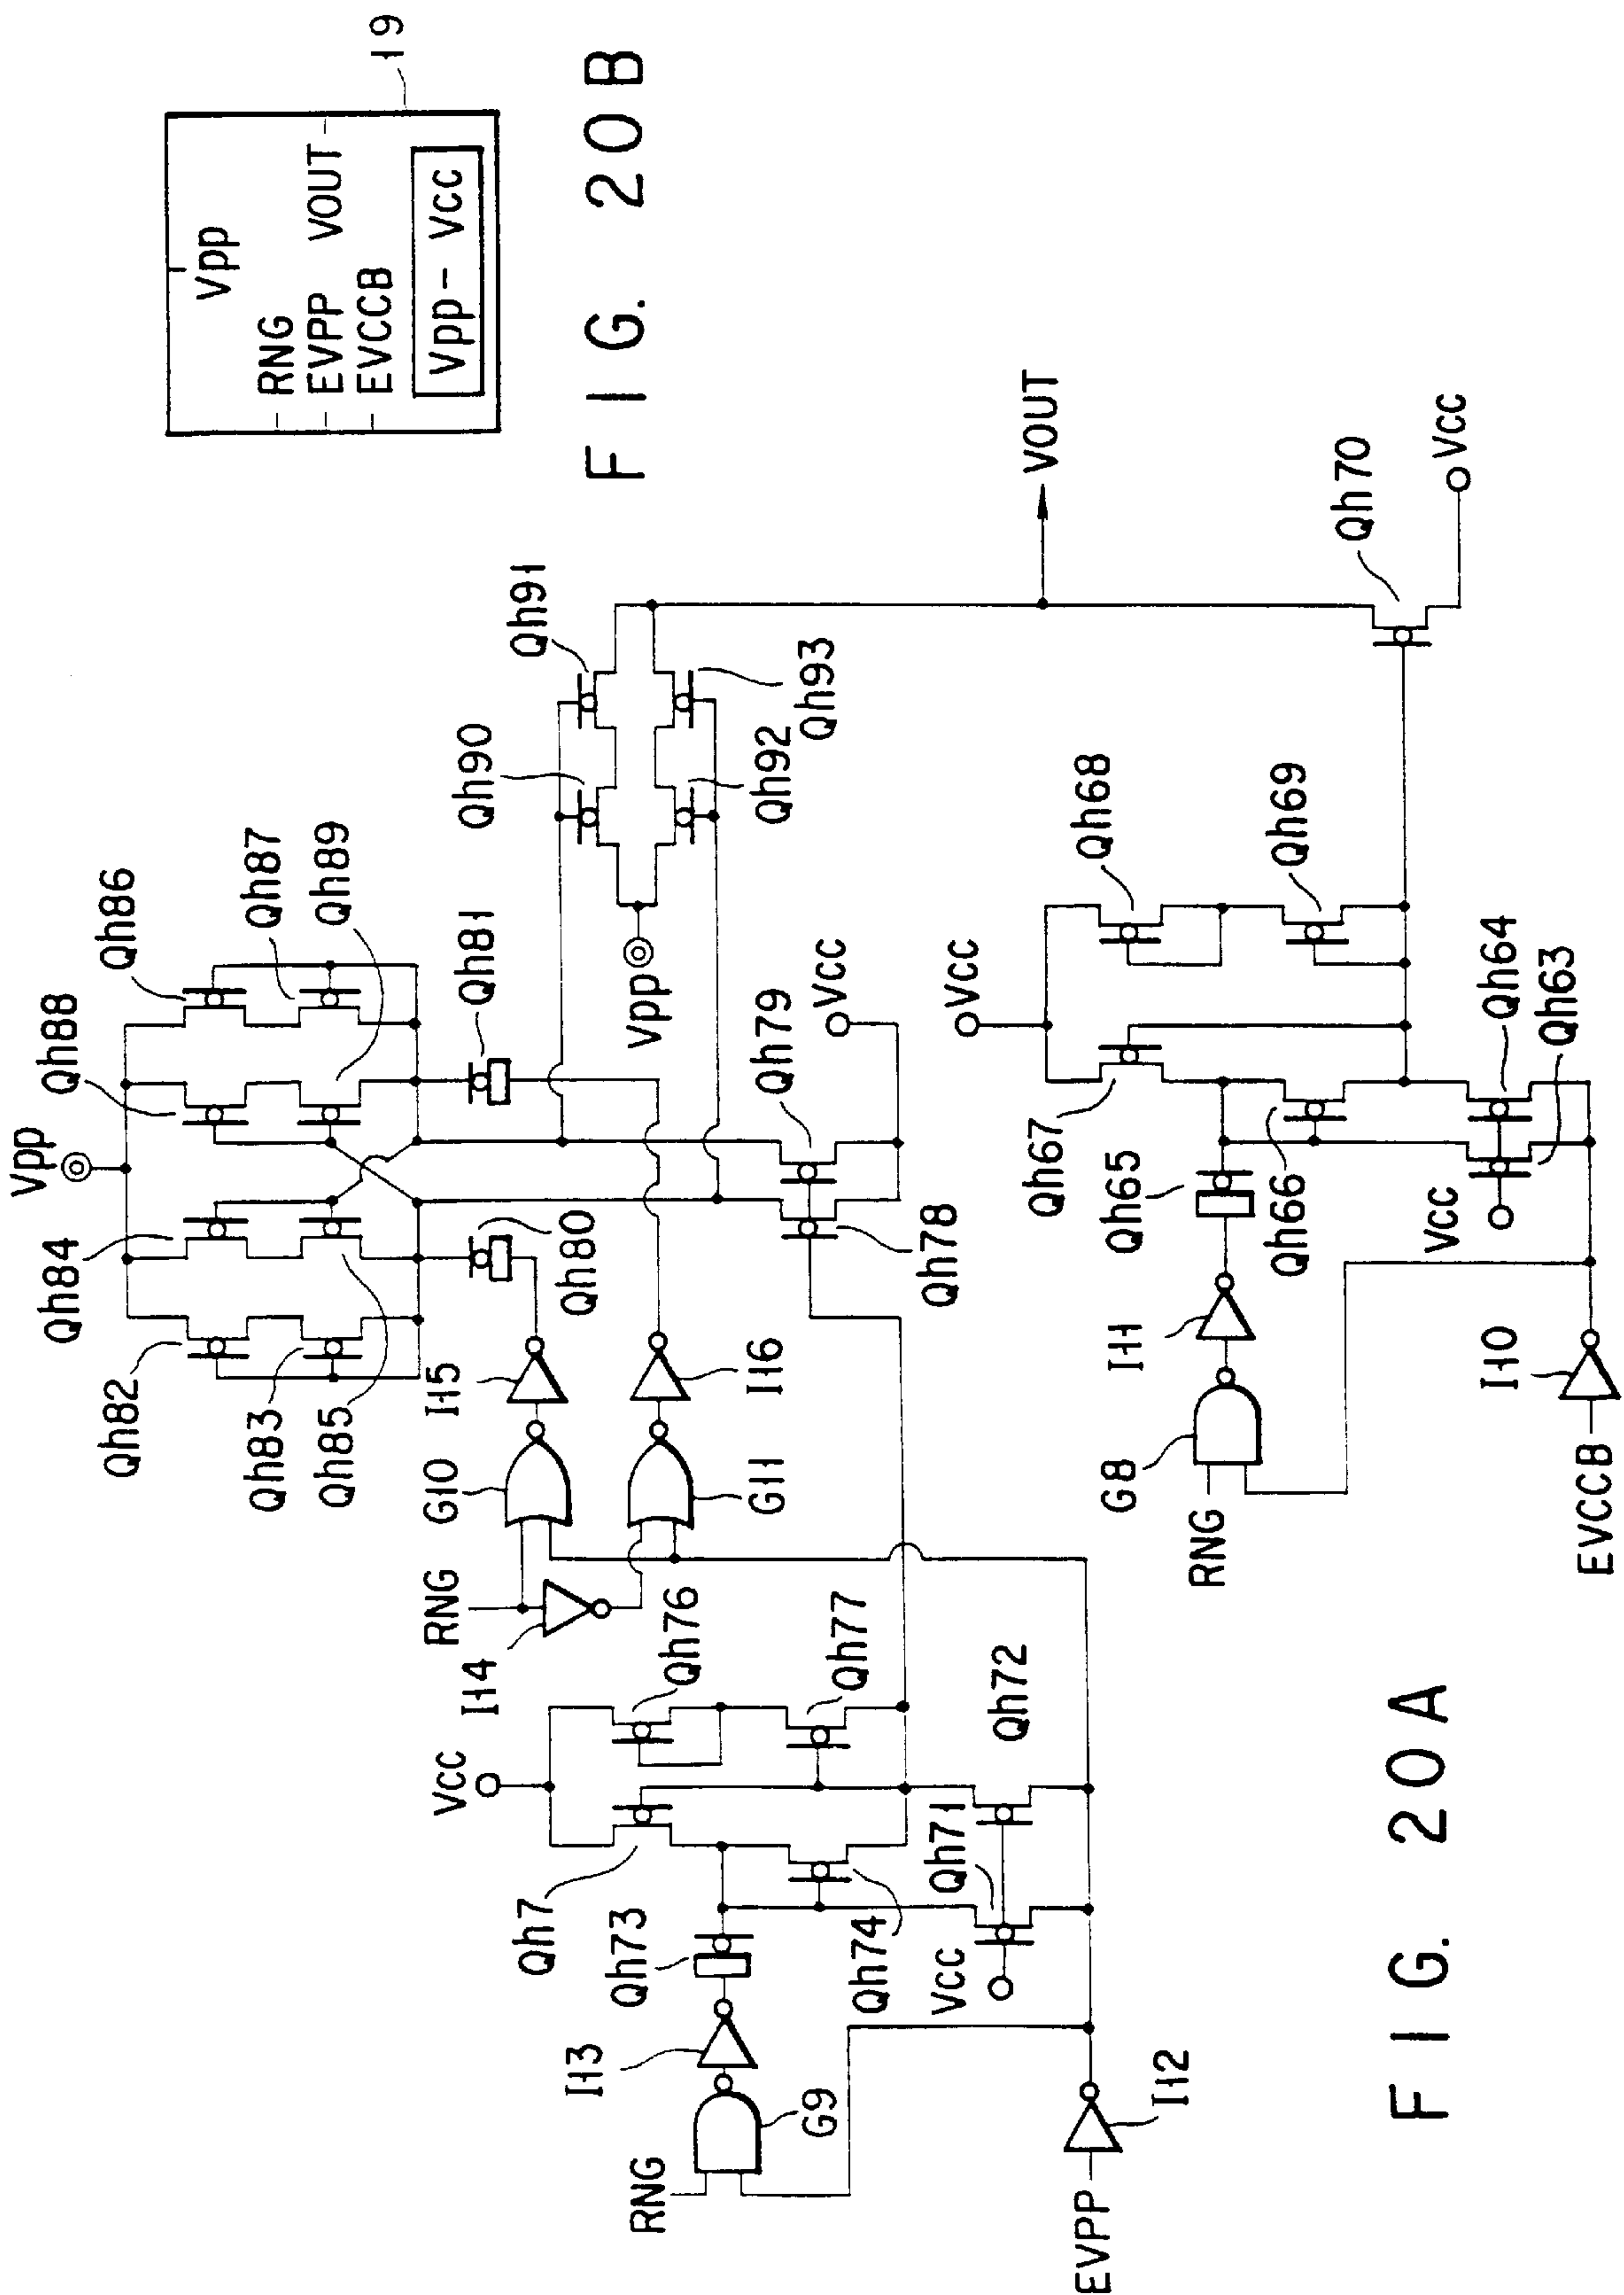 Vpp
RNG
EVPP VOUT
EVCCB
Vpp- Vcc
19
FIG. 20B
Vpp
Qh82
Qh84
Qh88
Qh86
Qh83
Qh85
Qh87
Qh89
Qh81
Qh80
I15
I16
G10
G11
RNG
I14
Qh90
Qh91
Qh92
Qh93
Vpp
VOUT
Vcc
Qh76
Qh7
Qh77
Qh73
Qh74
Qh71
Qh72
Vcc
I13
RNG
G9
EVPP
I12
Qh78
Qh79
Vcc
Vcc
Qh67
Qh68
Qh65
Qh66
Qh69
Qh70
Vcc
Vcc
Qh64
Qh63
I11
G8
RNG
I10
EVCCB
FIG. 20A